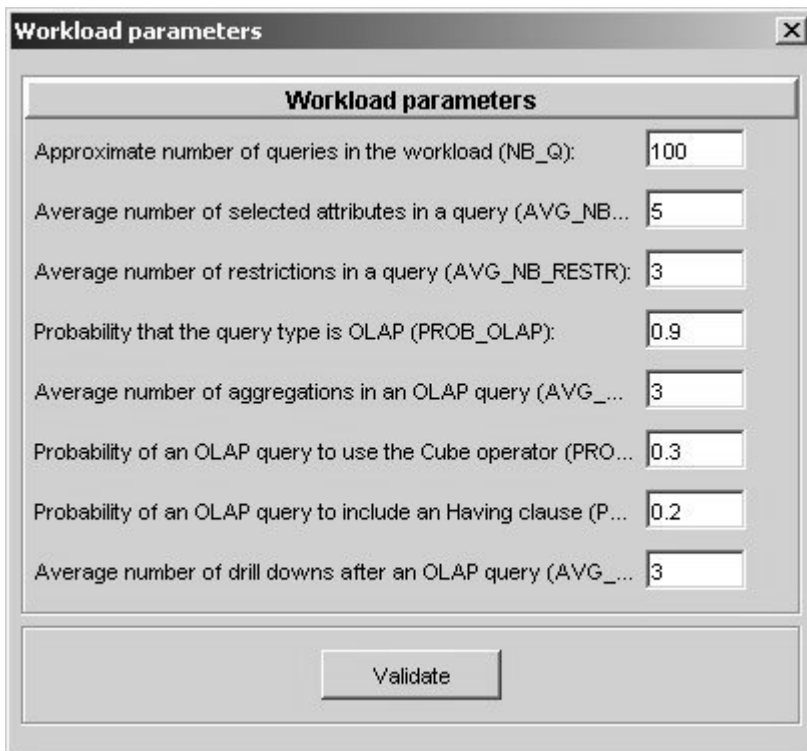 Workload parameters
Workload parameters
Approximate number of queries in the workload (NB_Q): 100
Average number of selected attributes in a query (AVG_NB... 5
Average number of restrictions in a query (AVG_NB_RESTR): 3
Probability that the query type is OLAP (PROB_OLAP): 0.9
Average number of aggregations in an OLAP query (AVG_... 3
Probability of an OLAP query to use the Cube operator (PRO... 0.3
Probability of an OLAP query to include an Having clause (P... 0.2
Average number of drill downs after an OLAP query (AVG_... 3
Validate